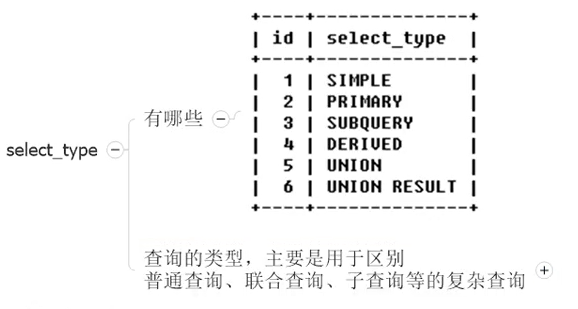 select_type
有哪些
+----+--------------+
| id | select_type  |
+----+--------------+
|  1 | SIMPLE       |
|  2 | PRIMARY      |
|  3 | SUBQUERY     |
|  4 | DERIVED      |
|  5 | UNION        |
|  6 | UNION RESULT |
+----+--------------+
查询的类型，主要是用于区别
普通查询、联合查询、子查询等的复杂查询